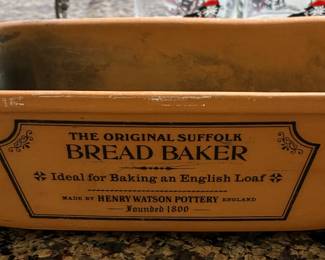 THE ORIGINAL SUFFOLK
BREAD BAKER
Ideal for Baking an English Loaf
MADE BY HENRY WATSON POTTERY ENGLAND
Founded 1800